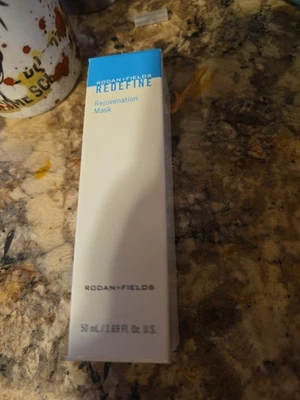 RODAN+FIELDS
REDEFINE
Rejuvenation
Mask
RODAN+FIELDS
50 mL / 1.69 Fl. Oz. U.S.